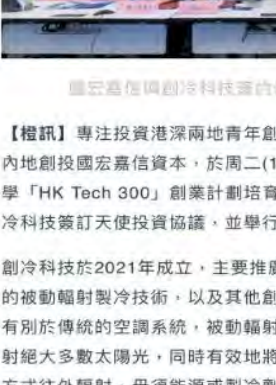 國宏嘉信與創冷科技簽
【橙訊】專注投資港深兩地青年創
內地創投國宏嘉信資本,於周二(1
學「HK Tech 300」創業計劃培育
冷科技簽訂天使投資協議,並舉行
創冷科技於2021年成立,主要推廣
的被動輻射製冷技術,以及其他創
有別於傳統的空調系統,被動輻射
射絕大多數太陽光,同時有效地將
方式往外輻射,毋須能源或製冷劑